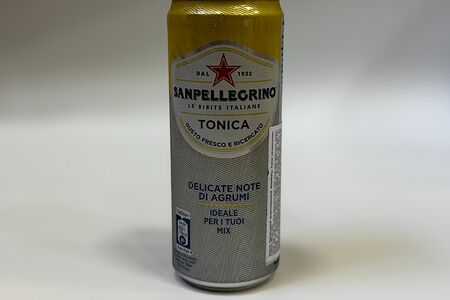 DAL 1932
SANPELLEGRINO
LE BIBITE ITALIANE
TONICA
GUSTO FRESCO E RICERCATO
DELICATE NOTE
DI AGRUMI
IDEALE
PER I TUOI
MIX